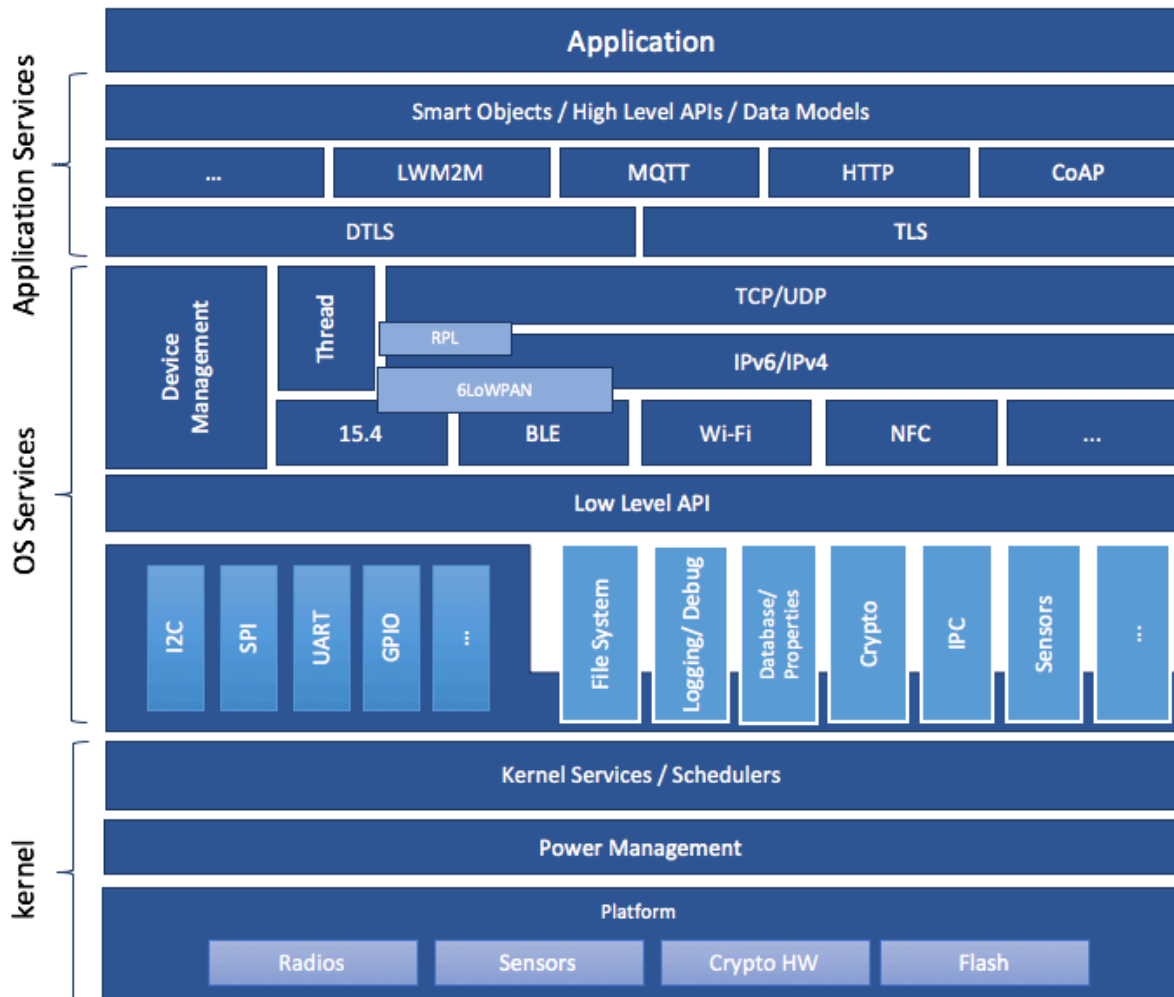 Application
Application Services
Smart Objects / High Level APIs / Data Models
...
LWM2M
MQTT
HTTP
CoAP
DTLS
TLS
OS Services
Device
Management
Thread
TCP/UDP
RPL
IPv6/IPv4
6LoWPAN
15.4
BLE
Wi-Fi
NFC
...
Low Level API
I2C
SPI
UART
GPIO
...
File System
Logging/ Debug
Database/
Properties
Crypto
IPC
Sensors
...
kernel
Kernel Services / Schedulers
Power Management
Platform
Radios
Sensors
Crypto HW
Flash